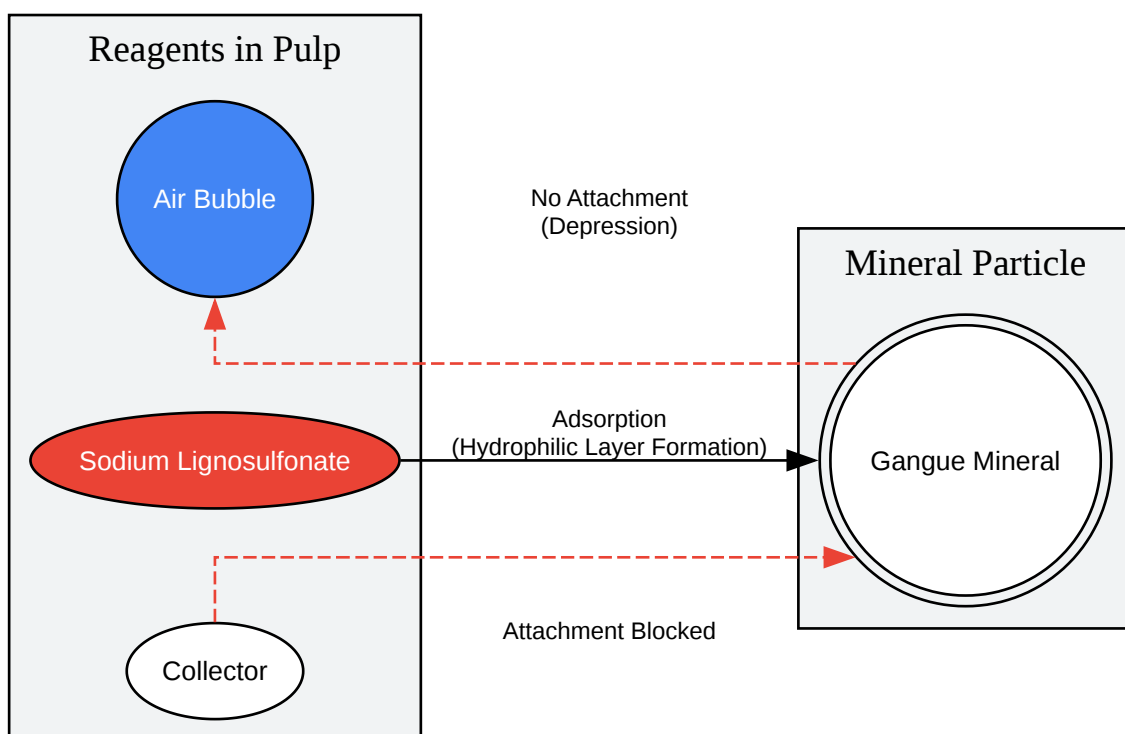 Reagents in Pulp
Air Bubble
No Attachment
(Depression)
Mineral Particle
Sodium Lignosulfonate
Adsorption
(Hydrophilic Layer Formation)
Gangue Mineral
Attachment Blocked
Collector